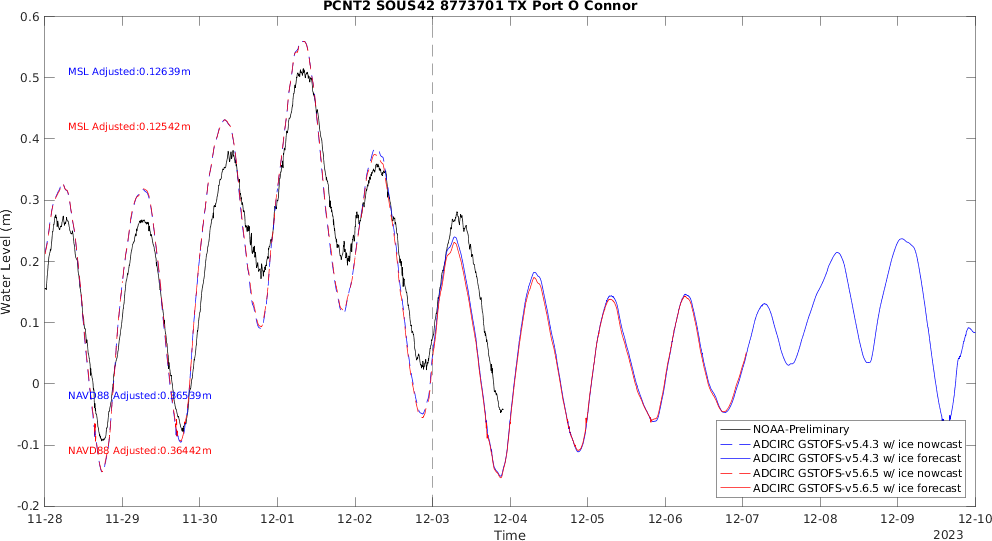 PCNT2 SOUS42 8773701 TX Port O Connor
0.6
0.5
0.4
0.3
0.2
0.1
0
-0.1
-0.2
Water Level (m)
MSL Adjusted:0.12639m
MSL Adjusted:0.12542m
NAVD88 Adjusted:0.36539m
NAVD88 Adjusted:0.36442m
NOAA-Preliminary
ADCIRC GSTOFS-v5.4.3 w/ ice nowcast
ADCIRC GSTOFS-v5.4.3 w/ ice forecast
ADCIRC GSTOFS-v5.6.5 w/ ice nowcast
ADCIRC GSTOFS-v5.6.5 w/ ice forecast
11-28 11-29 11-30 12-01 12-02 12-03 12-04 12-05 12-06 12-07 12-08 12-09 12-10
Time
2023